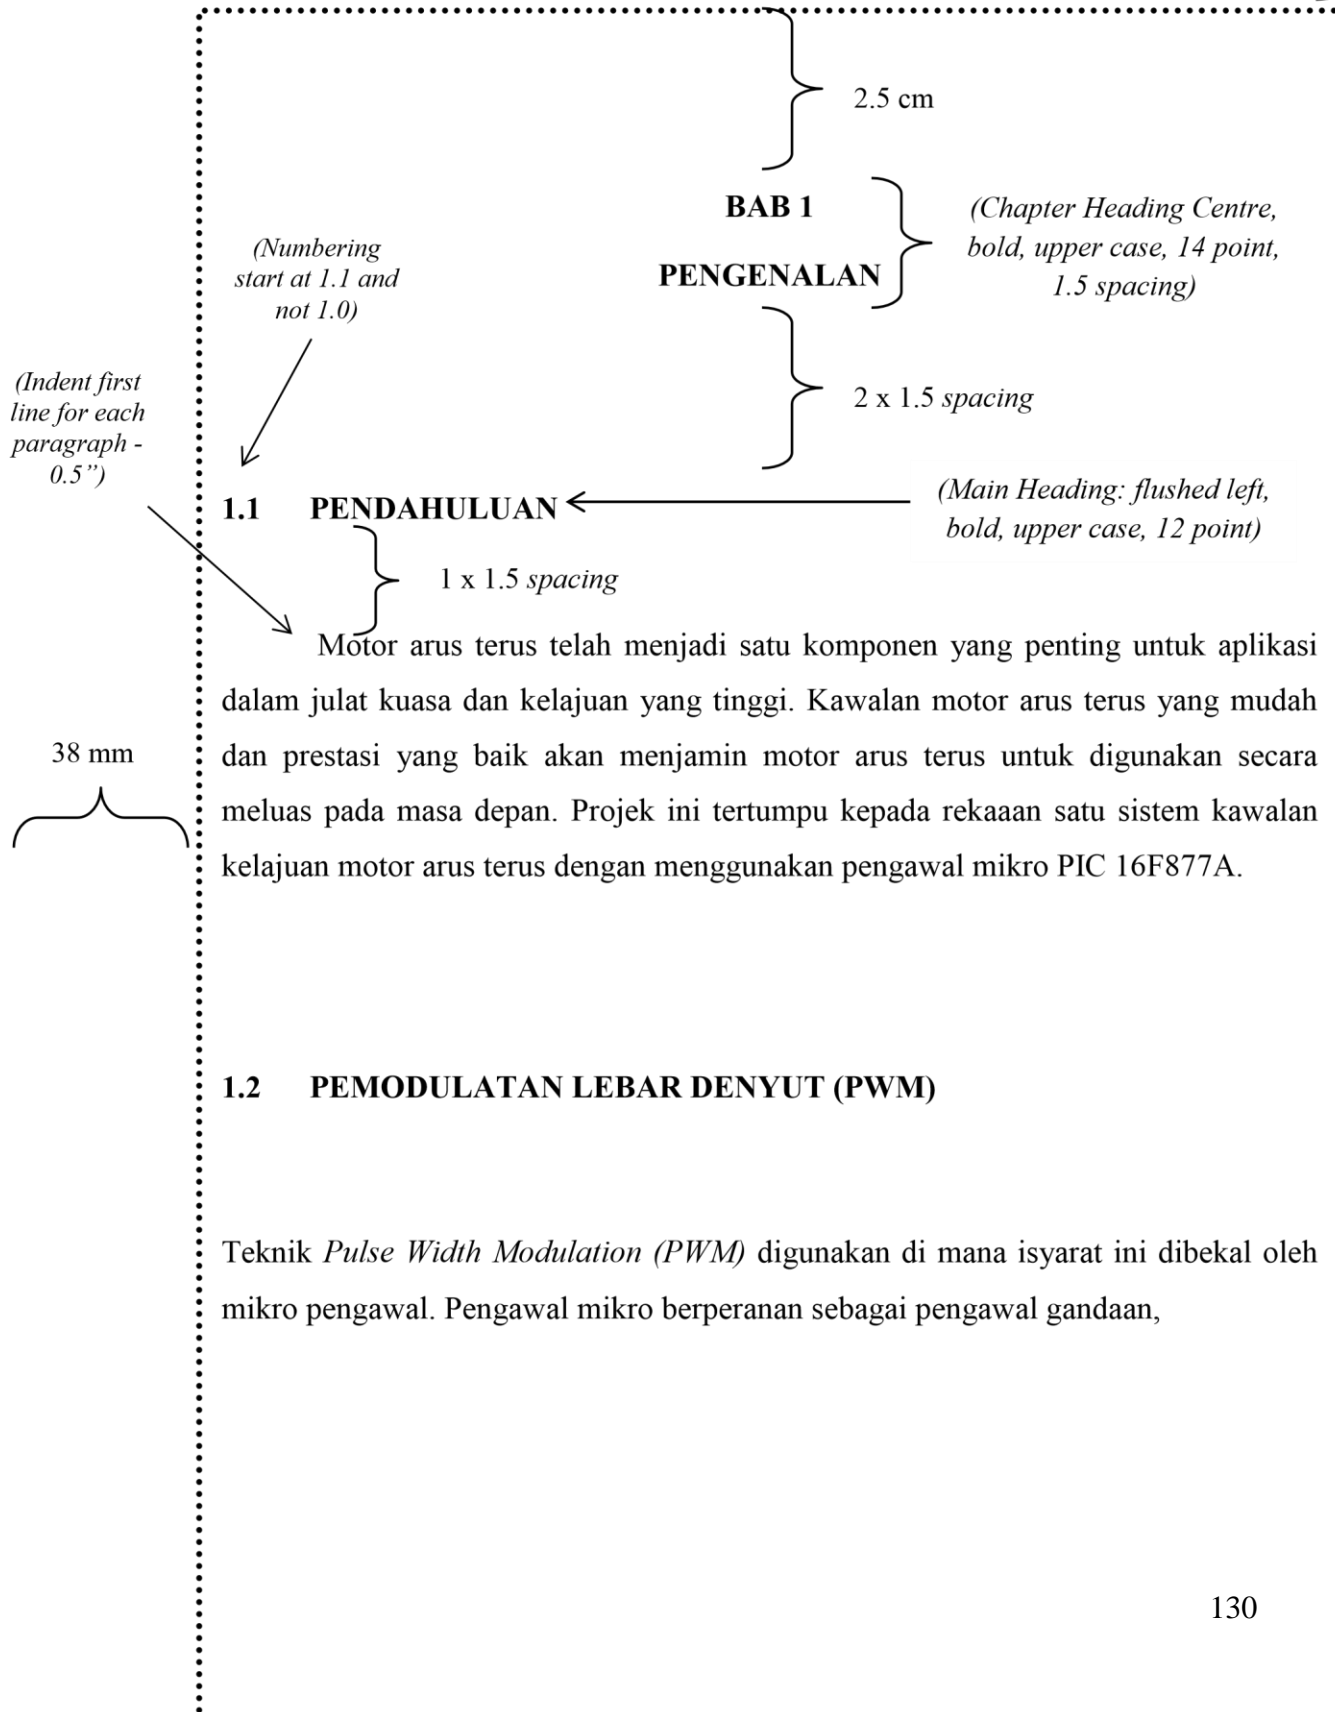 2.5 cm
BAB 1
PENGENALAN
(Chapter Heading Centre,
bold, upper case, 14 point,
1.5 spacing)
(Numbering
start at 1.1 and
not 1.0)
(Indent first
line for each
paragraph -
0.5”)
2 x 1.5 spacing
1.1 PENDAHULUAN
(Main Heading: flushed left,
bold, upper case, 12 point)
1 x 1.5 spacing
Motor arus terus telah menjadi satu komponen yang penting untuk aplikasi
dalam julat kuasa dan kelajuan yang tinggi. Kawalan motor arus terus yang mudah
dan prestasi yang baik akan menjamin motor arus terus untuk digunakan secara
meluas pada masa depan. Projek ini tertumpu kepada rekaaan satu sistem kawalan
kelajuan motor arus terus dengan menggunakan pengawal mikro PIC 16F877A.
38 mm
1.2 PEMODULATAN LEBAR DENYUT (PWM)
Teknik Pulse Width Modulation (PWM) digunakan di mana isyarat ini dibekal oleh
mikro pengawal. Pengawal mikro berperanan sebagai pengawal gandaan,
130